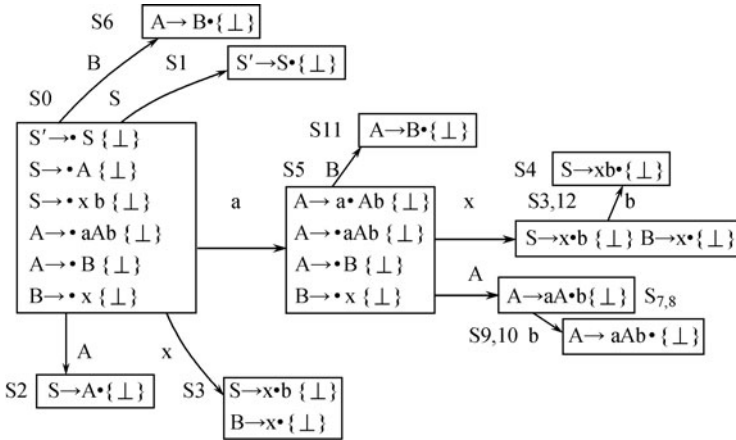 S6
A→ B•{⊥}
B
S1
S′→S•{⊥}
S0
S
S′→• S {⊥}
S→• A {⊥}
S→• x b {⊥}
A→• aAb {⊥}
A→• B {⊥}
B→• x {⊥}
a
S11
A→B•{⊥}
S5
B
A→ a• Ab {⊥}
A→• aAb {⊥}
A→• B {⊥}
B→• x {⊥}
x
S4
S→xb•{⊥}
S3,12
b
S→x•b {⊥} B→x•{⊥}
A
A→aA•b{⊥}
S7,8
S9,10
b
A→ aAb•{⊥}
A
S2
S→A•{⊥}
x
S3
S→x•b {⊥}
B→x•{⊥}